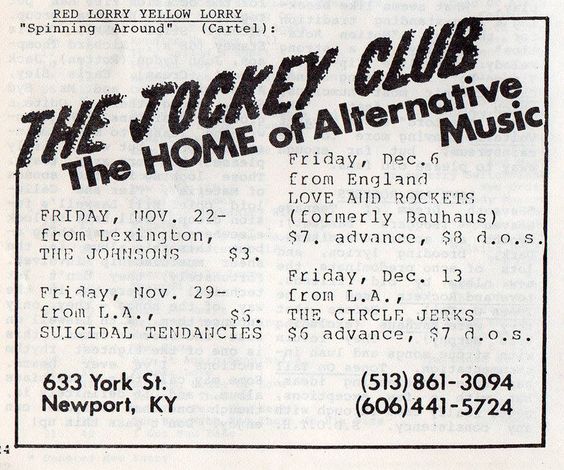 RED LORRY YELLOW LORRY
"Spinning Around" (Cartel):
THE JOCKEY CLUB
The HOME of Alternative
Music
FRIDAY, NOV. 22-
from Lexington,
THE JOHNSONS $3.
Friday, Nov. 29-
from L.A., $6.
SUICIDAL TENDANCIES
Friday, Dec.6
from England
LOVE AND ROCKETS
(formerly Bauhaus)
$7. advance, $8 d.o.s.
Friday, Dec. 13
from L.A.,
THE CIRCLE JERKS
$6 advance, $7 d.o.s.
633 York St.
Newport, KY
(513) 861-3094
(606) 441-5724